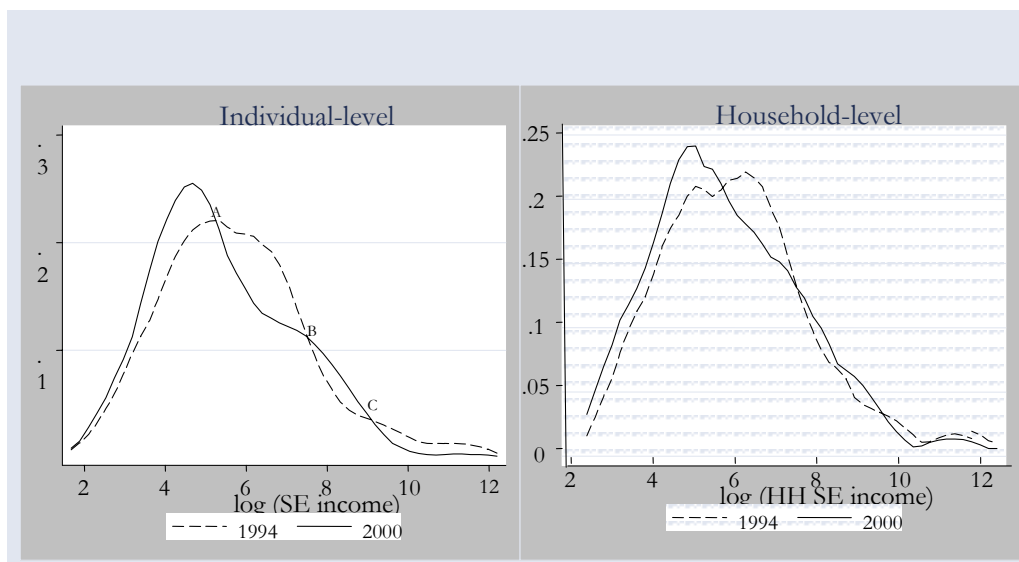 Individual-level
.
3
.
2
.
1
A
B
C
2 4 6 8 10 12
log (SE income)
1994 2000
Household-level
.25
.2
.15
.1
.05
0
2 4 6 8 10 12
log (HH SE income)
1994 2000